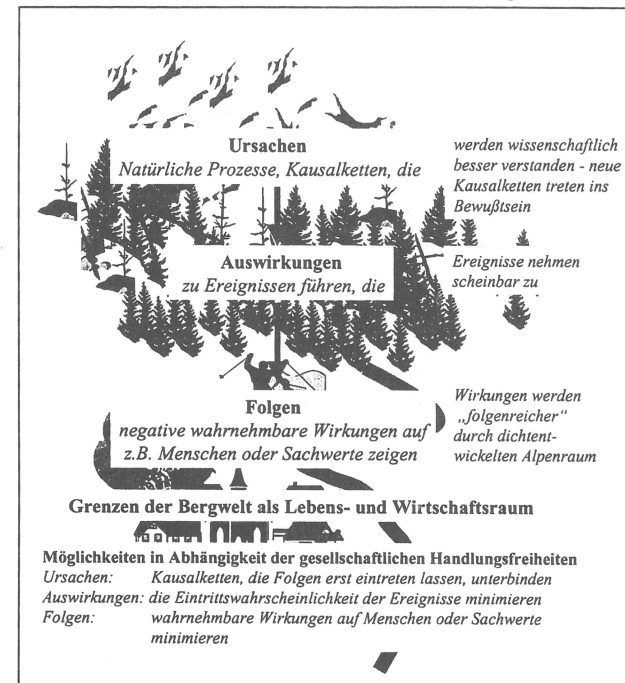 Ursachen
Natürliche Prozesse, Kausalketten, die
werden wissenschaftlich
besser verstanden - neue
Kausalketten treten ins
Bewußtsein
Auswirkungen
zu Ereignissen führen, die
Ereignisse nehmen
scheinbar zu
Folgen
negative wahrnehmbare Wirkungen auf
z.B. Menschen oder Sachwerte zeigen
Wirkungen werden
„folgenreicher“
durch dichtent-
wickelten Alpenraum
Grenzen der Bergwelt als Lebens- und Wirtschaftsraum
Möglichkeiten in Abhängigkeit der gesellschaftlichen Handlungsfreiheiten
Ursachen: Kausalketten, die Folgen erst eintreten lassen, unterbinden
Auswirkungen: die Eintrittswahrscheinlichkeit der Ereignisse minimieren
Folgen: wahrnehmbare Wirkungen auf Menschen oder Sachwerte
minimieren